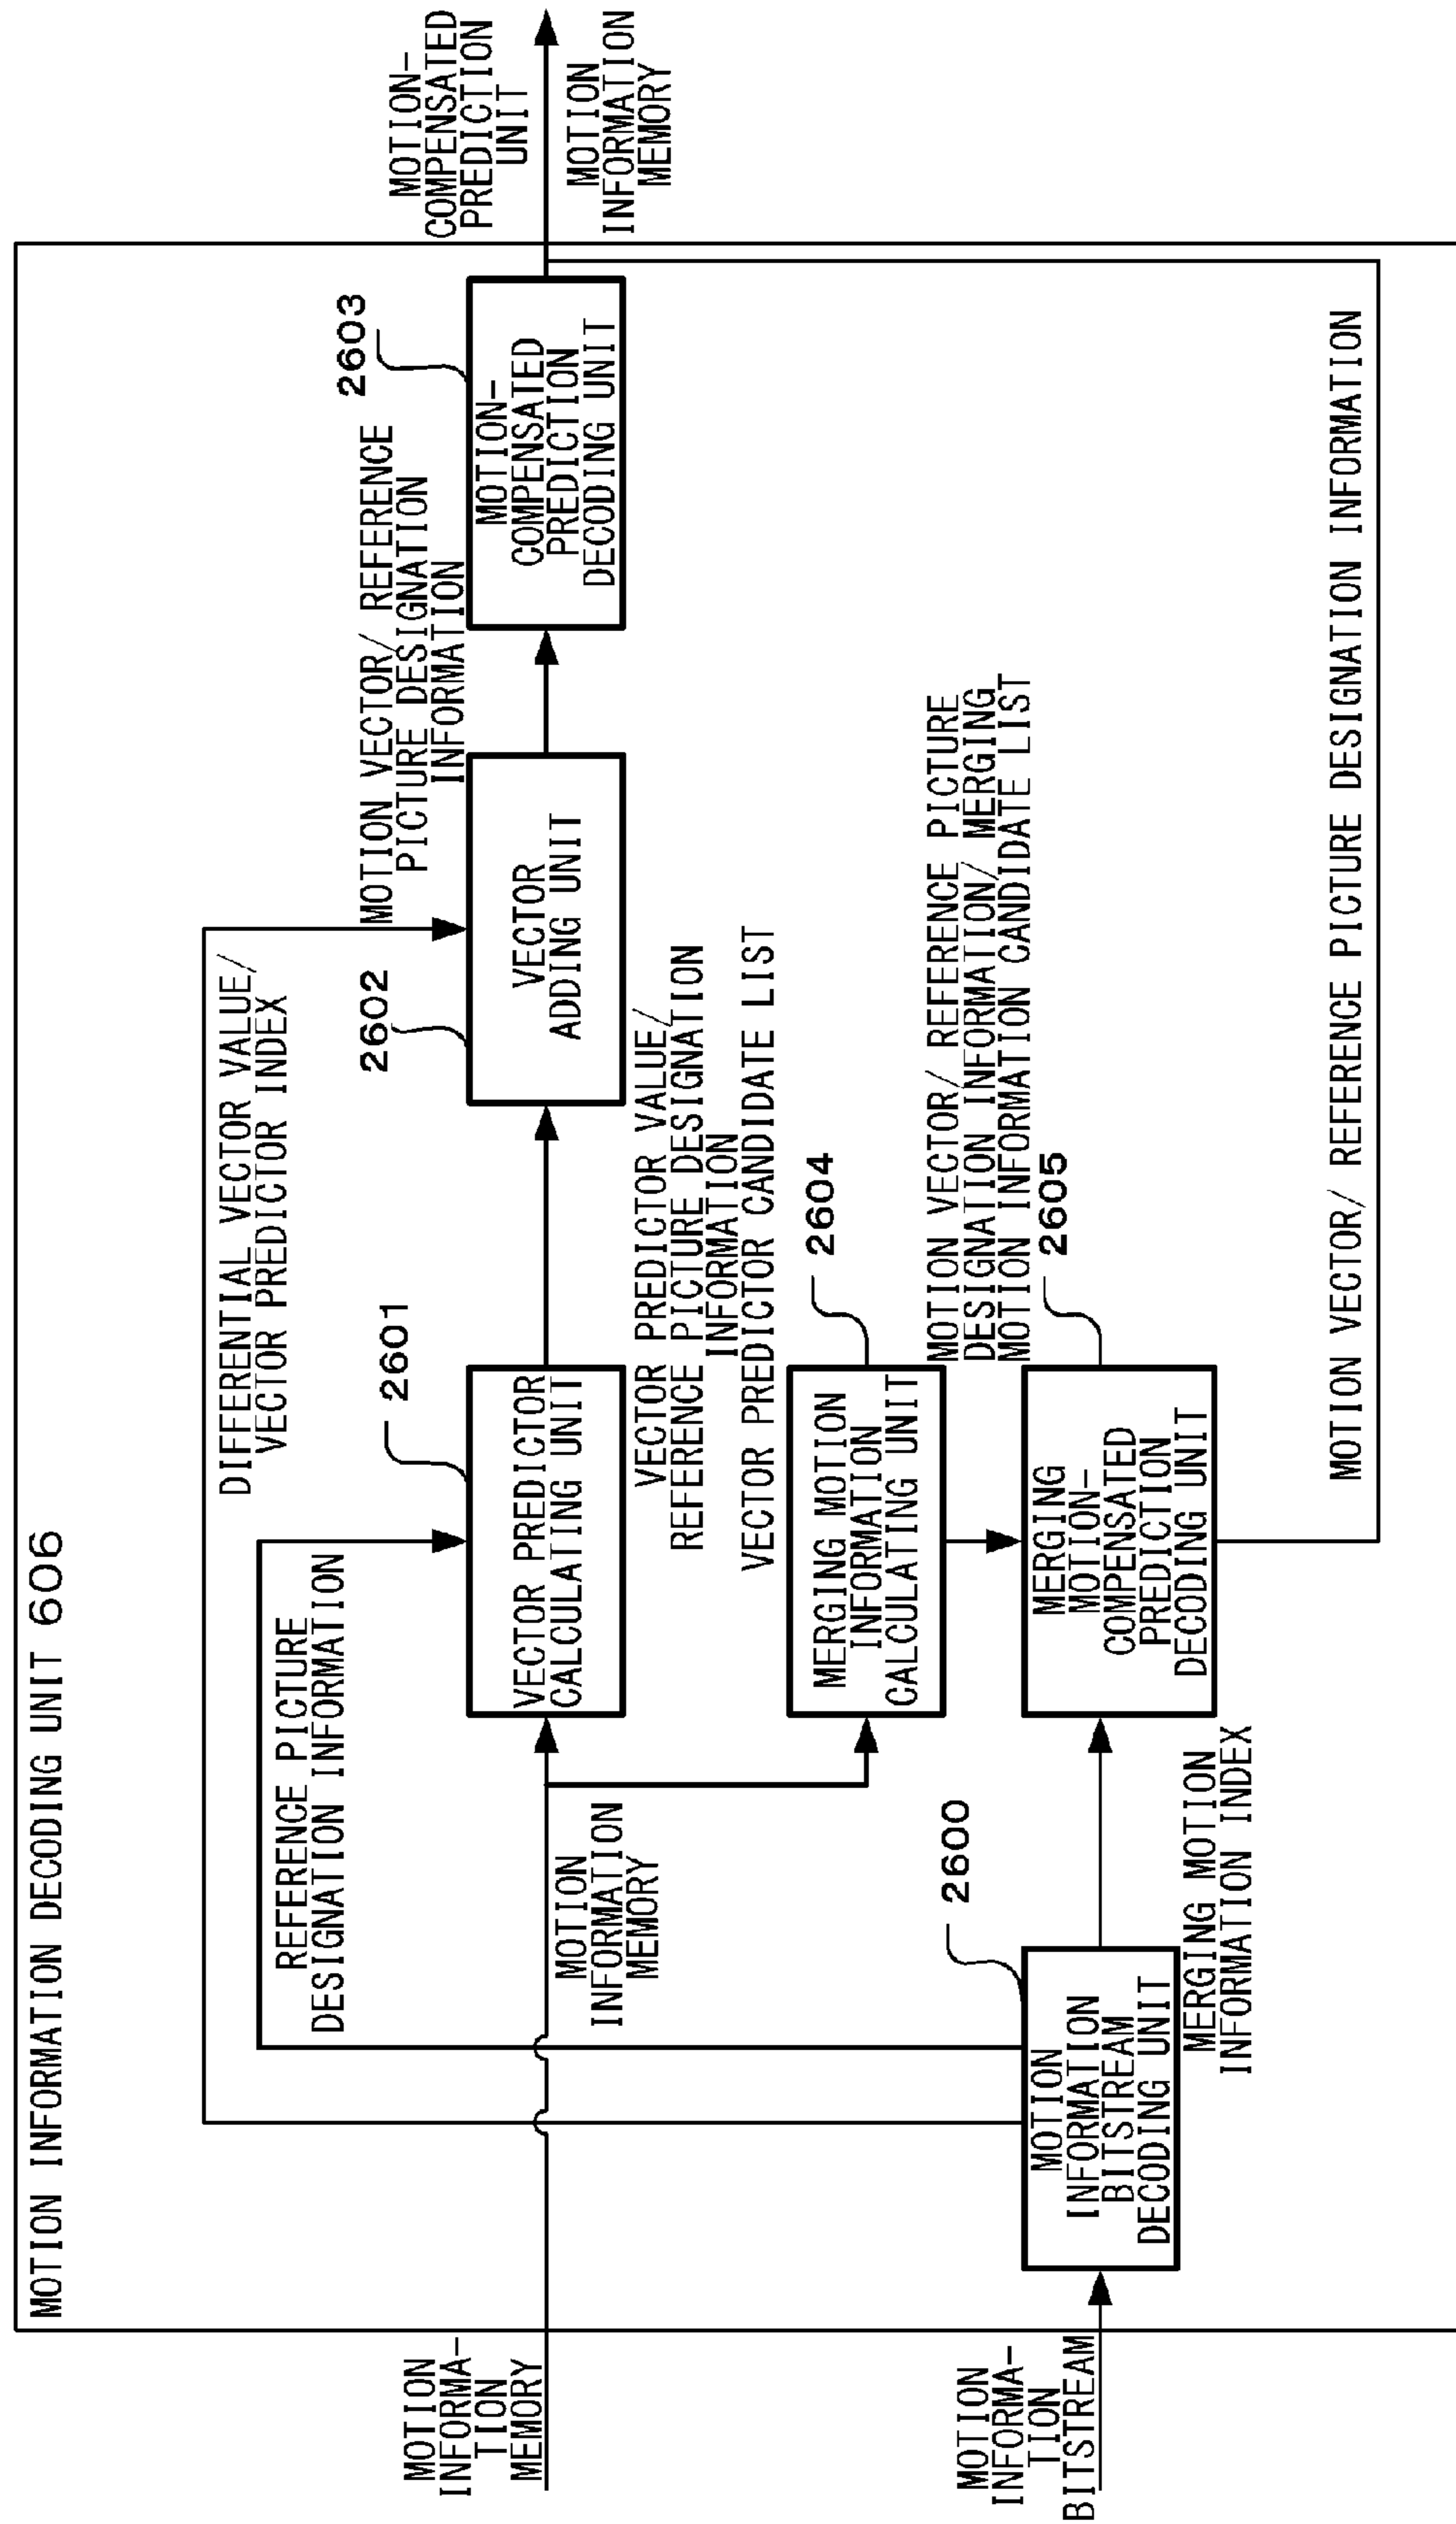 MOTION INFORMATION DECODING UNIT 606
DIFFERENTIAL VECTOR VALUE/
VECTOR PREDICTOR INDEX
REFERENCE PICTURE
DESIGNATION INFORMATION
MOTION
INFORMA-
TION
MEMORY
MOTION
INFORMATION
MEMORY
2601
VECTOR PREDICTOR
CALCULATING UNIT
VECTOR PREDICTOR VALUE/
REFERENCE PICTURE DESIGNATION
INFORMATION
VECTOR PREDICTOR CANDIDATE LIST
2602
VECTOR
ADDING UNIT
MOTION VECTOR/ REFERENCE
PICTURE DESIGNATION
INFORMATION
2603
MOTION-
COMPENSATED
PREDICTION
DECODING UNIT
MOTION-
COMPENSATED
PREDICTION
UNIT
MOTION
INFORMATION
MEMORY
2604
MERGING MOTION
INFORMATION
CALCULATING UNIT
MOTION VECTOR/ REFERENCE PICTURE
DESIGNATION INFORMATION/ MERGING
MOTION INFORMATION CANDIDATE LIST
MOTION
INFORMA-
TION
BITSTREAM
2600
MOTION
INFORMATION
BITSTREAM
DECODING UNIT
MERGING MOTION
INFORMATION INDEX
2605
MERGING
MOTION-
COMPENSATED
PREDICTION
DECODING UNIT
MOTION VECTOR/ REFERENCE PICTURE DESIGNATION INFORMATION